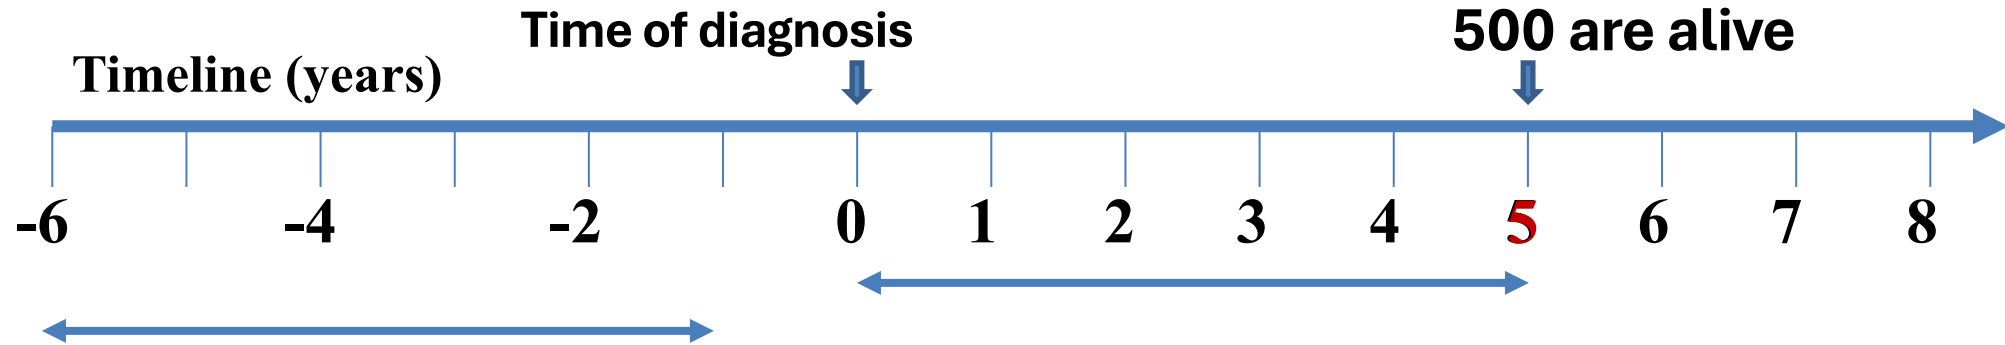 Time of diagnosis
500 are alive
Timeline (years)
-6 -4 -2 0 1 2 3 4 5 6 7 8